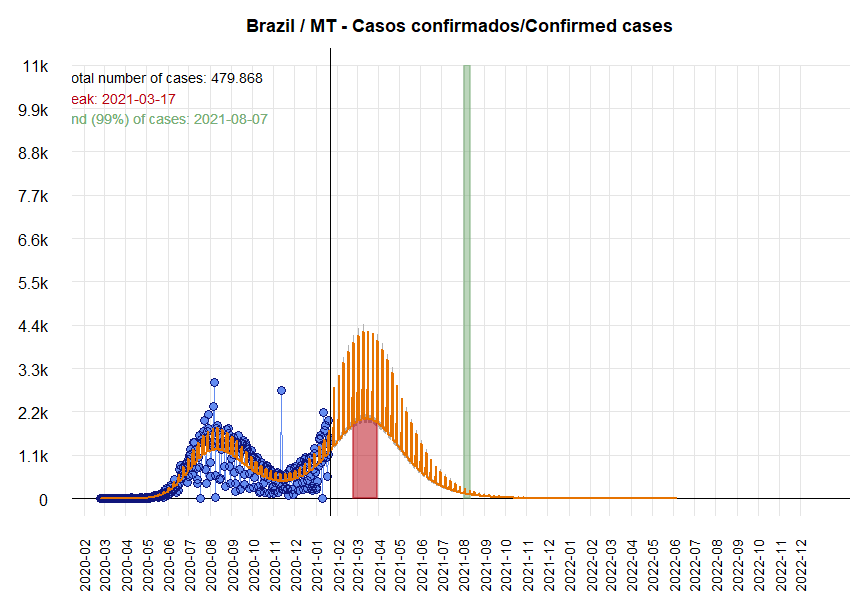 Brazil / MT - Casos confirmados/Confirmed cases
otal number of cases: 479.868
eak: 2021-03-17
nd (99%) of cases: 2021-08-07
11k
9.9k
8.8k
7.7k
6.6k
5.5k
4.4k
3.3k
2.2k
1.1k
0
2020-02
2020-03
2020-04
2020-05
2020-06
2020-07
2020-08
2020-09
2020-10
2020-11
2020-12
2021-01
2021-02
2021-03
2021-04
2021-05
2021-06
2021-07
2021-08
2021-09
2021-10
2021-11
2021-12
2022-01
2022-02
2022-03
2022-04
2022-05
2022-06
2022-07
2022-08
2022-09
2022-10
2022-11
2022-12